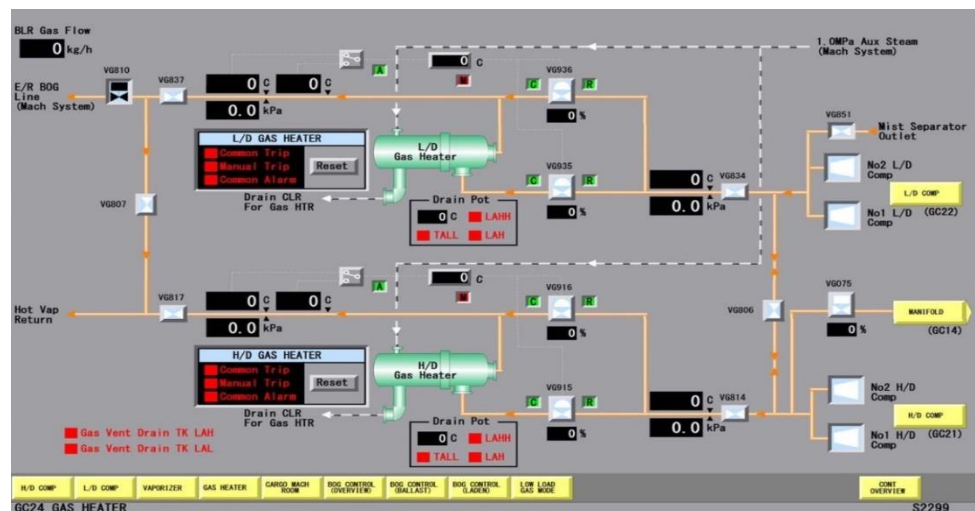 BLR Gas Flow
0 kg/h
VG810
VG837
0 C
0 C
A
0 C
M
VG936
C
R
0 %
1.0MPa Aux Steam
(Mach System)
E/R BOG
Line
(Mach System)
0.0 kPa
L/D GAS HEATER
Common Trip
Manual Trip
Common Alarm
Reset
L/D
Gas Heater
VG935
C
R
0 %
0 C
0.0 kPa
VG834
VG851
Mist Separator
Outlet
No2 L/D
Comp
L/D COMP
(GC22)
No1 L/D
Comp
Drain CLR
For Gas HTR
Drain Pot
0 C
LAHH
TALL
LAH
VG807
Hot Vap
Return
VG817
0 C
0 C
A
0 C
M
VG916
C
R
0 %
0.0 kPa
VG806
VG075
0 %
MANIFOLD
(GC14)
H/D GAS HEATER
Common Trip
Manual Trip
Common Alarm
Reset
H/D
Gas Heater
VG915
C
R
0 %
0 C
0.0 kPa
VG814
No2 H/D
Comp
H/D COMP
(GC21)
No1 H/D
Comp
Drain CLR
For Gas HTR
Drain Pot
0 C
LAHH
TALL
LAH
Gas Vent Drain TK LAH
Gas Vent Drain TK LAL
H/D COMP
L/D COMP
VAPORIZER
GAS HEATER
CARGO MACH
ROOM
BOG CONTROL
(OVERVIEW)
BOG CONTROL
(BALLAST)
BOG CONTROL
(LADEN)
LOW LOAD
GAS MODE
CONT
OVERVIEW
GC24 GAS HEATER
S2299